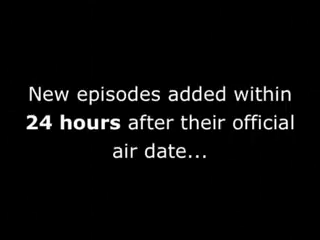 New episodes added within
24 hours after their official
air date...